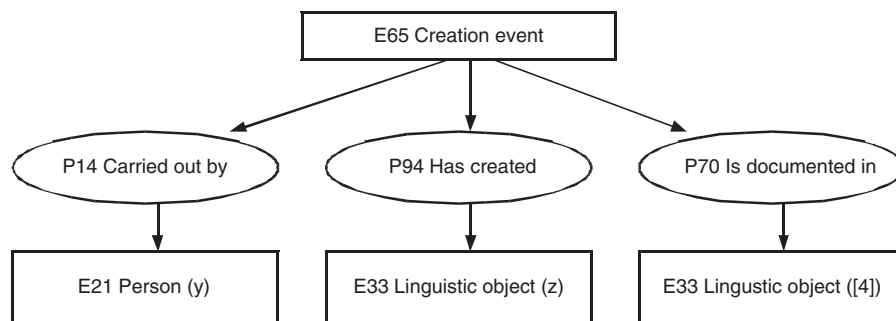 E65 Creation event
P14 Carried out by
P94 Has created
P70 Is documented in
E21 Person (y)
E33 Linguistic object (z)
E33 Lingustic object ([4])